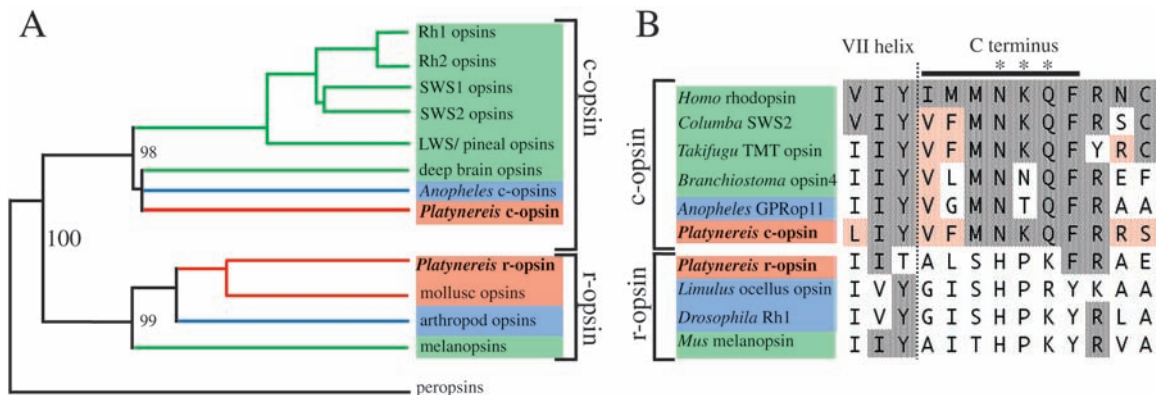 A
Rh1 opsins
Rh2 opsins
SWS1 opsins
SWS2 opsins
LWS/ pineal opsins
deep brain opsins
Anopheles c-opsins
Platynereis c-opsin
Platynereis r-opsin
mollusc opsins
arthropod opsins
melanopsins
peropsins
98
100
99
c-opsin
r-opsin
B
VII helix
C terminus
* * *
c-opsin
r-opsin
Homo rhodopsin V I Y I M M N K Q F R N C
Columba SWS2 V I Y V F M N K Q F R S C
Takifugu TMT opsin I I Y V F M N K Q F Y R C
Branchiostoma opsin4 I I Y V L M N N Q F R E F
Anopheles GPRop11 I I Y V G M N T Q F R A A
Platynereis c-opsin L I Y V F M N K Q F R R S
Platynereis r-opsin I I T A L S H P K F R A E
Limulus ocellus opsin I V Y G I S H P R Y K A A
Drosophila Rh1 I V Y G I S H P K Y R L A
Mus melanopsin I I Y A I T H P K Y R V A